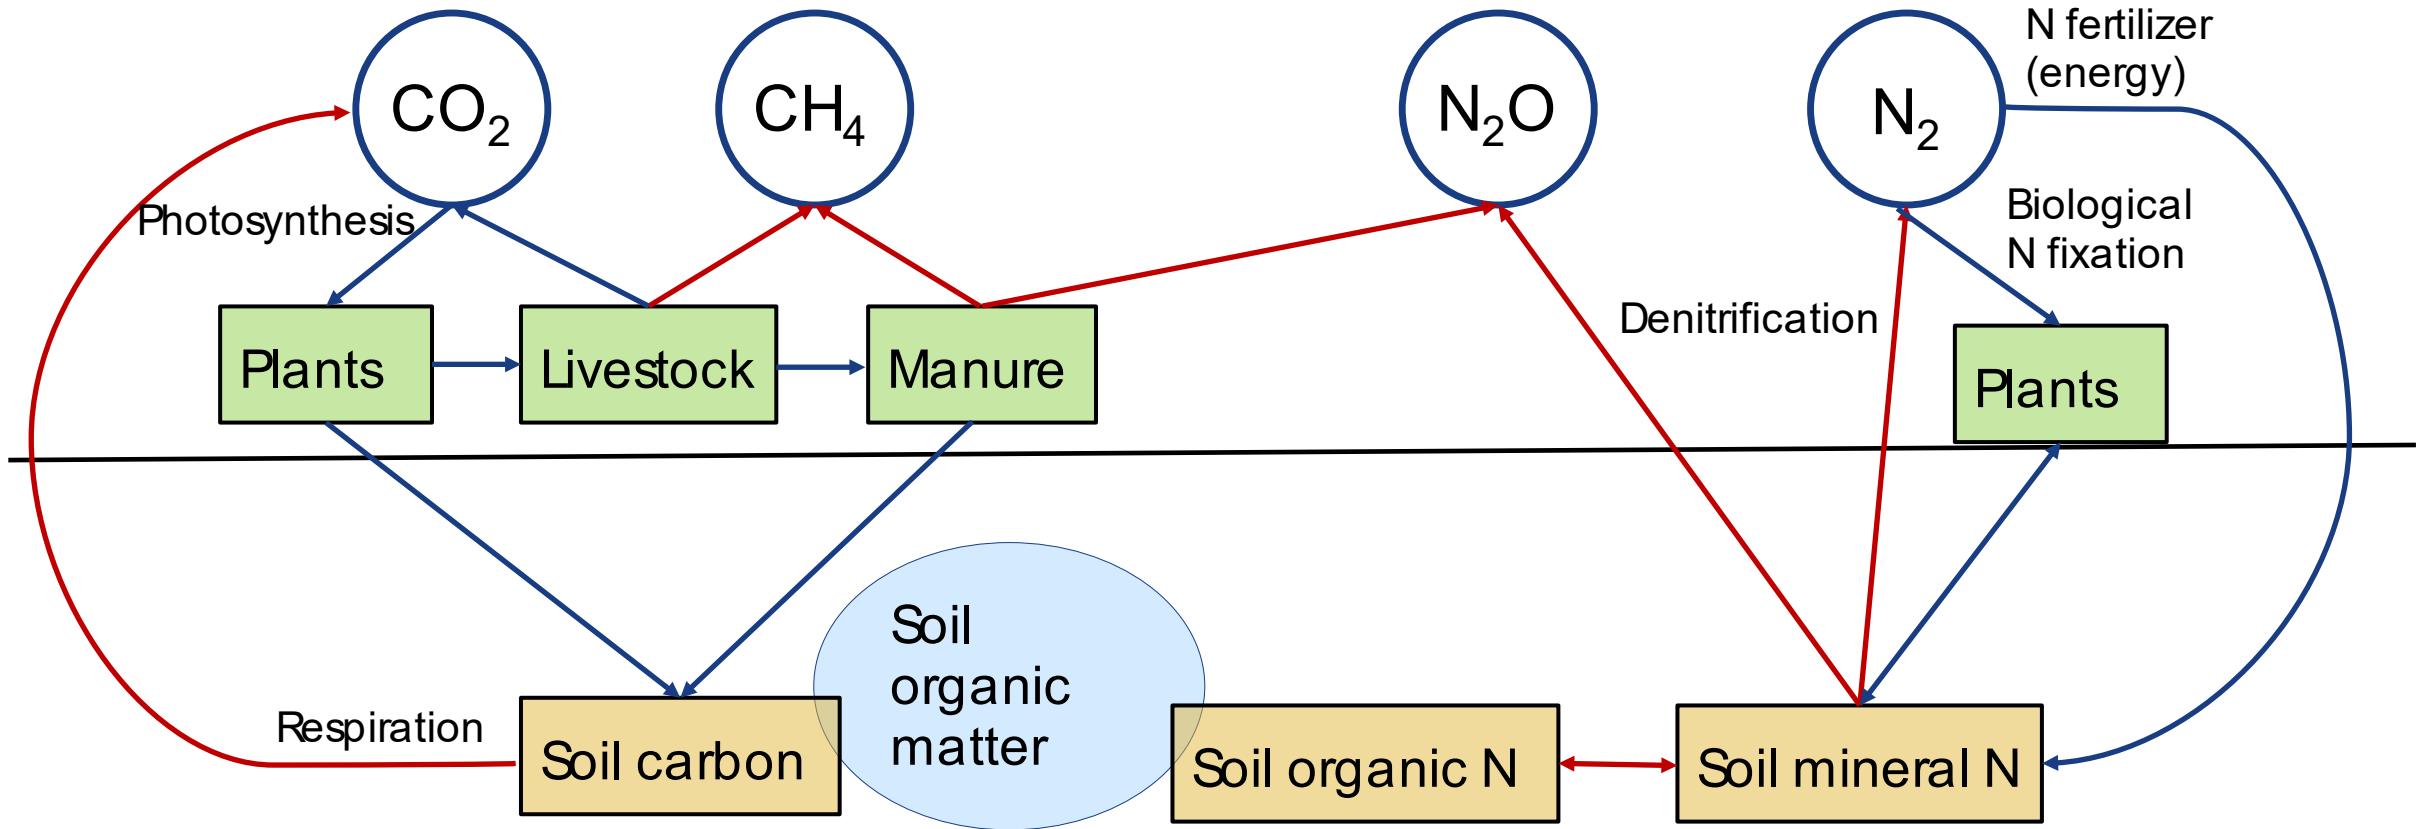 CO₂
CH₄
N₂O
N₂
N fertilizer
(energy)
Photosynthesis
Biological
N fixation
Denitrification
Plants
Livestock
Manure
Plants
Soil
organic
matter
Respiration
Soil carbon
Soil organic N
Soil mineral N